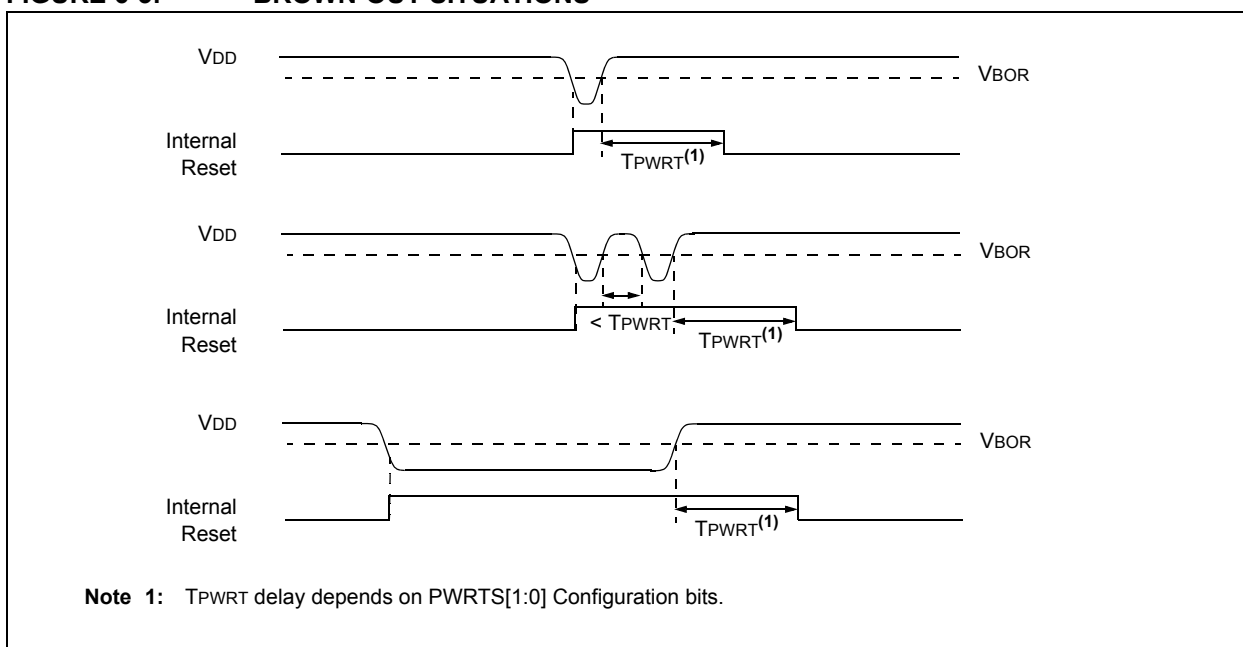 FIGURE BROWN-OUT SITUATIONS
VDD
VBOR
Internal
Reset
TPWRT(1)
VDD
VBOR
Internal
Reset
< TPWRT
TPWRT(1)
VDD
VBOR
Internal
Reset
TPWRT(1)
Note 1: TPWRT delay depends on PWRTS[1:0] Configuration bits.